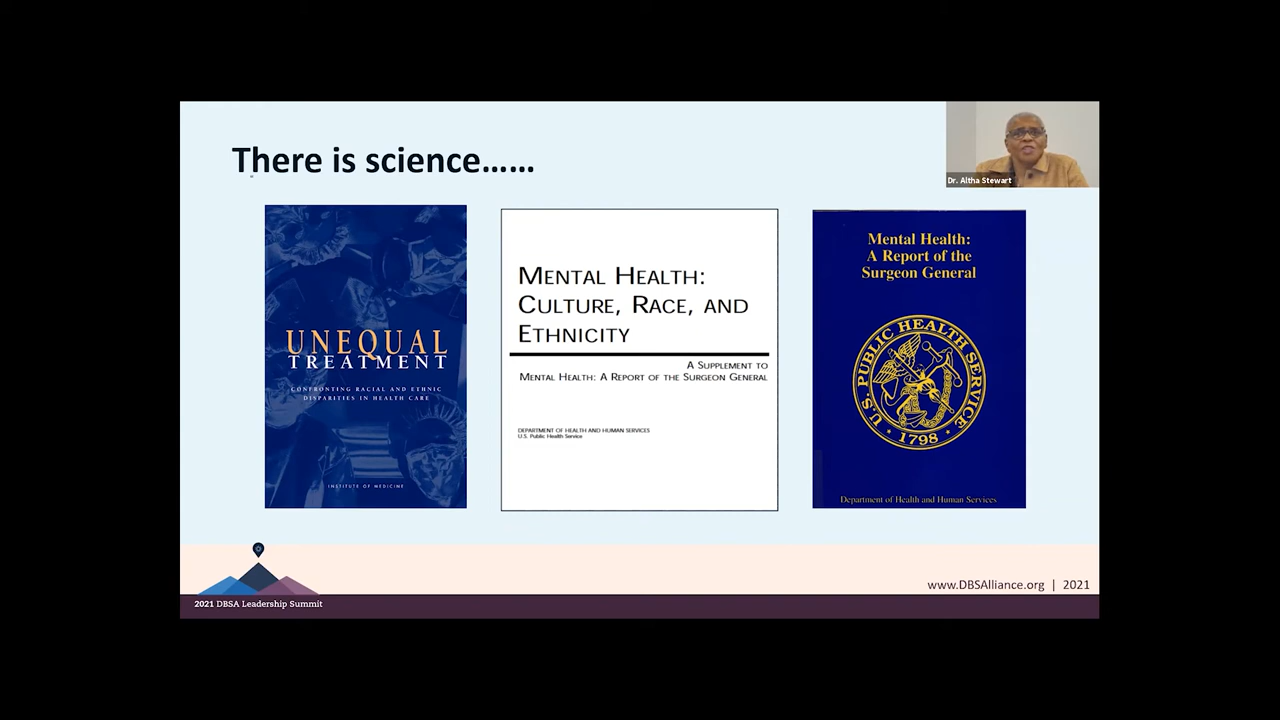 There is science......
Dr. Altha Stewart
UNEQUAL
TREATMENT
CONFRONTING RACIAL AND ETHNIC
DISPARITIES IN HEALTH CARE
INSTITUTE OF MEDICINE
MENTAL HEALTH:
CULTURE, RACE, AND
ETHNICITY
A SUPPLEMENT TO
MENTAL HEALTH: A REPORT OF THE SURGEON GENERAL
DEPARTMENT OF HEALTH AND HUMAN SERVICES
U.S. Public Health Service
Mental Health:
A Report of the
Surgeon General
U.S. PUBLIC HEALTH SERVICE
1798
Department of Health and Human Services
www.DBSAlliance.org | 2021
2021 DBSA Leadership Summit